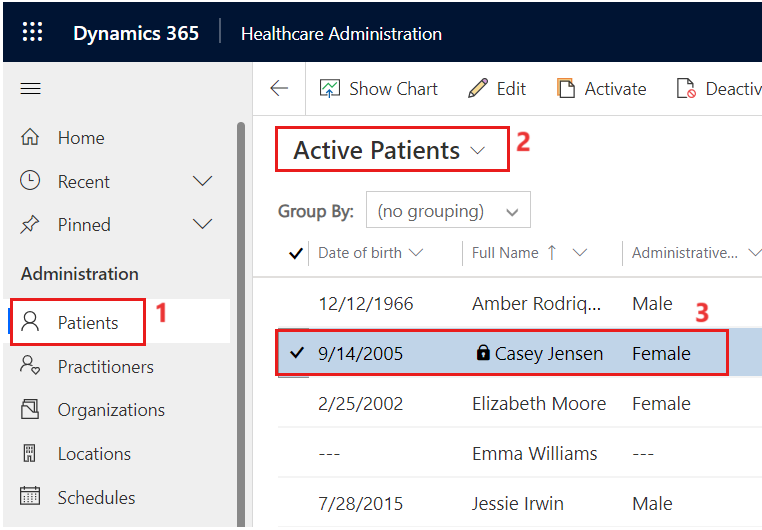 Dynamics 365 Healthcare Administration
Show Chart Edit Activate Deactiv
Home
Recent
Pinned
Administration
Patients 1
Practitioners
Organizations
Locations
Schedules
Active Patients 2
Group By: (no grouping)
Date of birth Full Name ↑ Administrative...
12/12/1966 Amber Rodriq... Male
3
9/14/2005 Casey Jensen Female
2/25/2002 Elizabeth Moore Female
--- Emma Williams ---
7/28/2015 Jessie Irwin Male